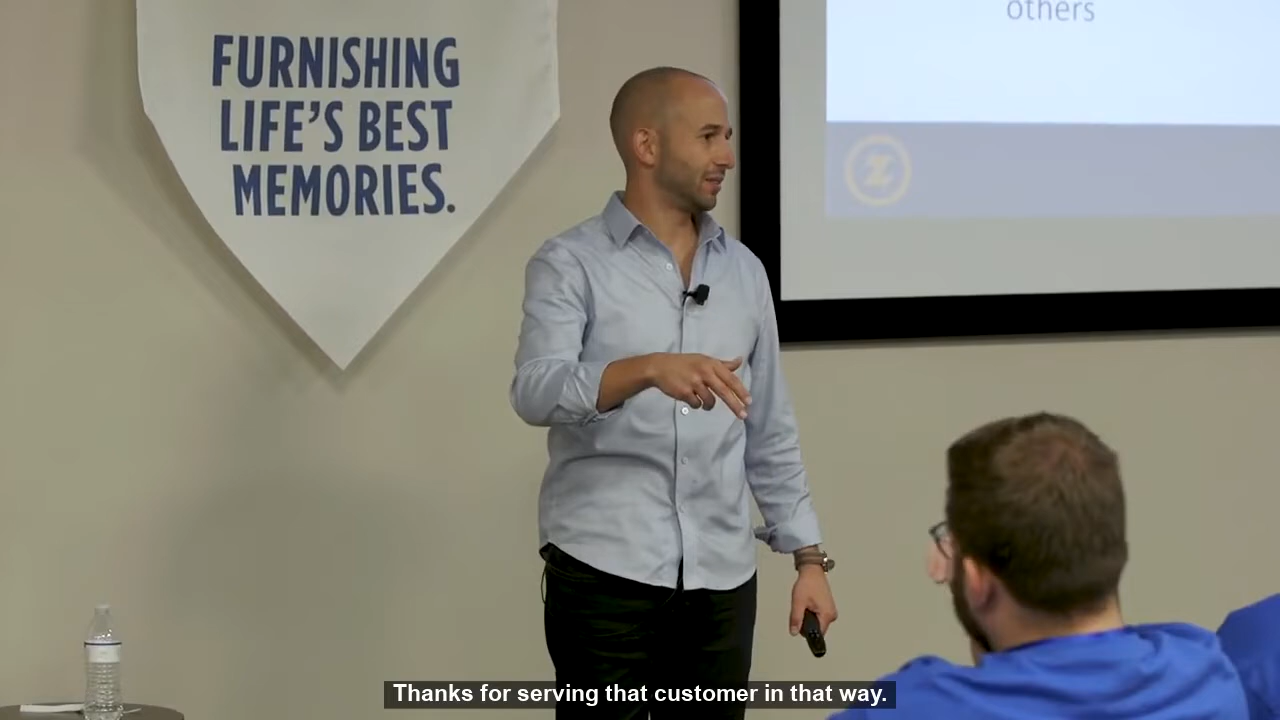 FURNISHING
LIFE'S BEST
MEMORIES.
others
Z
Thanks for serving that customer in that way.